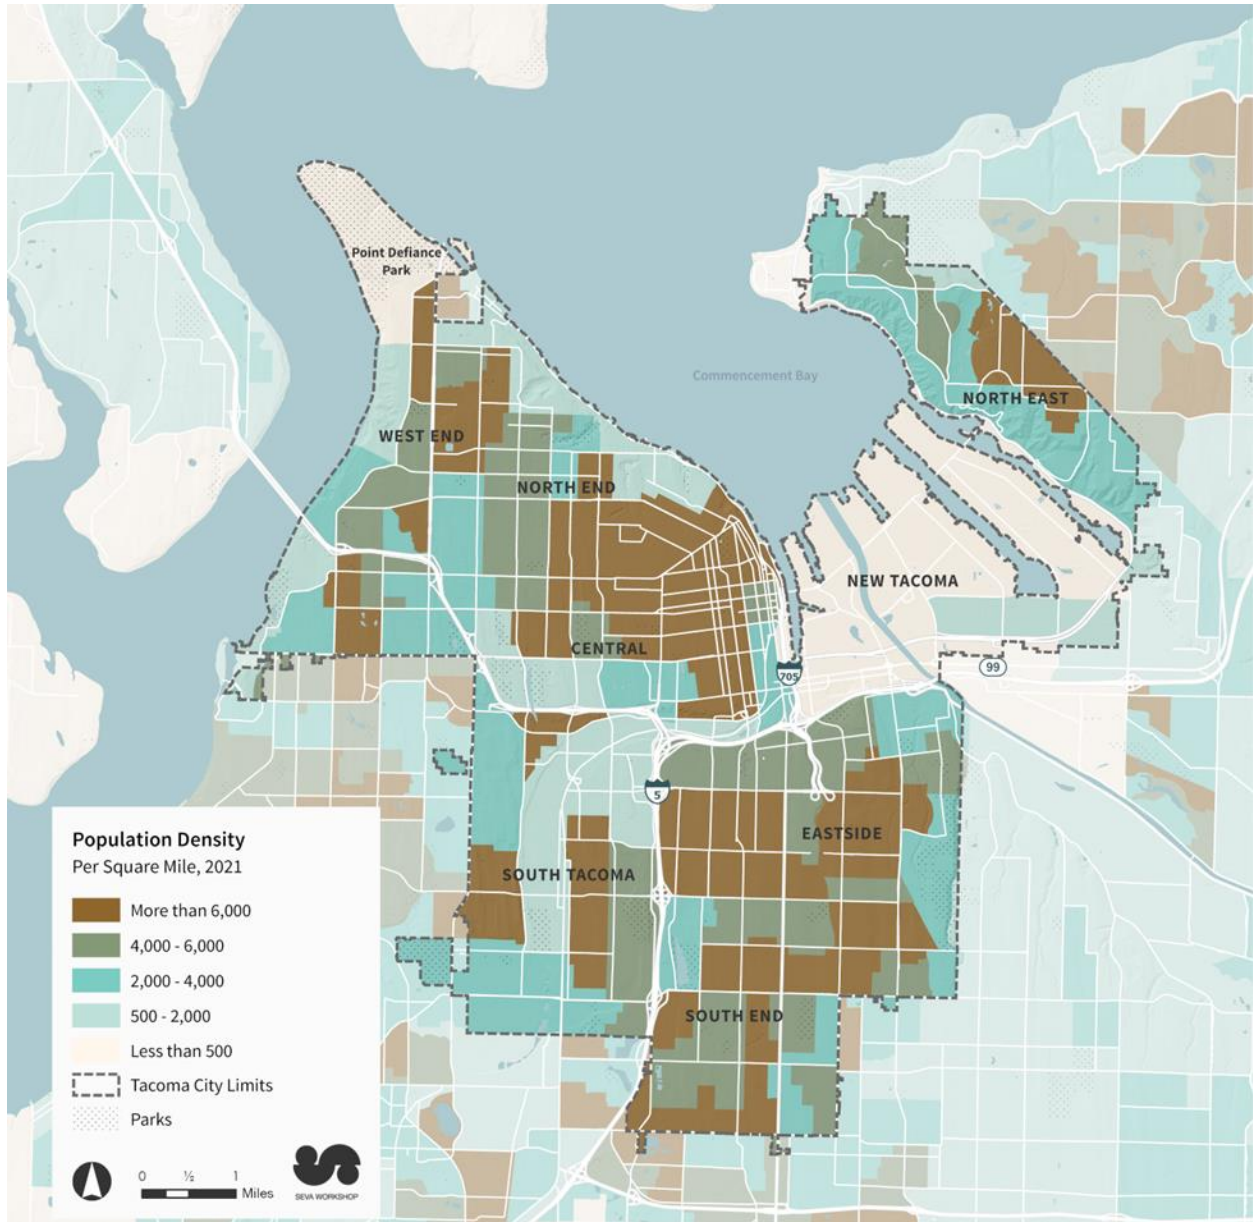 Point Defiance
Park
Commencement Bay
NORTH EAST
WEST END
NORTH END
NEW TACOMA
CENTRAL
99
705
5
EASTSIDE
SOUTH TACOMA
SOUTH END
Population Density
Per Square Mile, 2021
More than 6,000
4,000 - 6,000
2,000 - 4,000
500 - 2,000
Less than 500
Tacoma City Limits
Parks
0 ½ 1
Miles
SEVA WORKSHOP